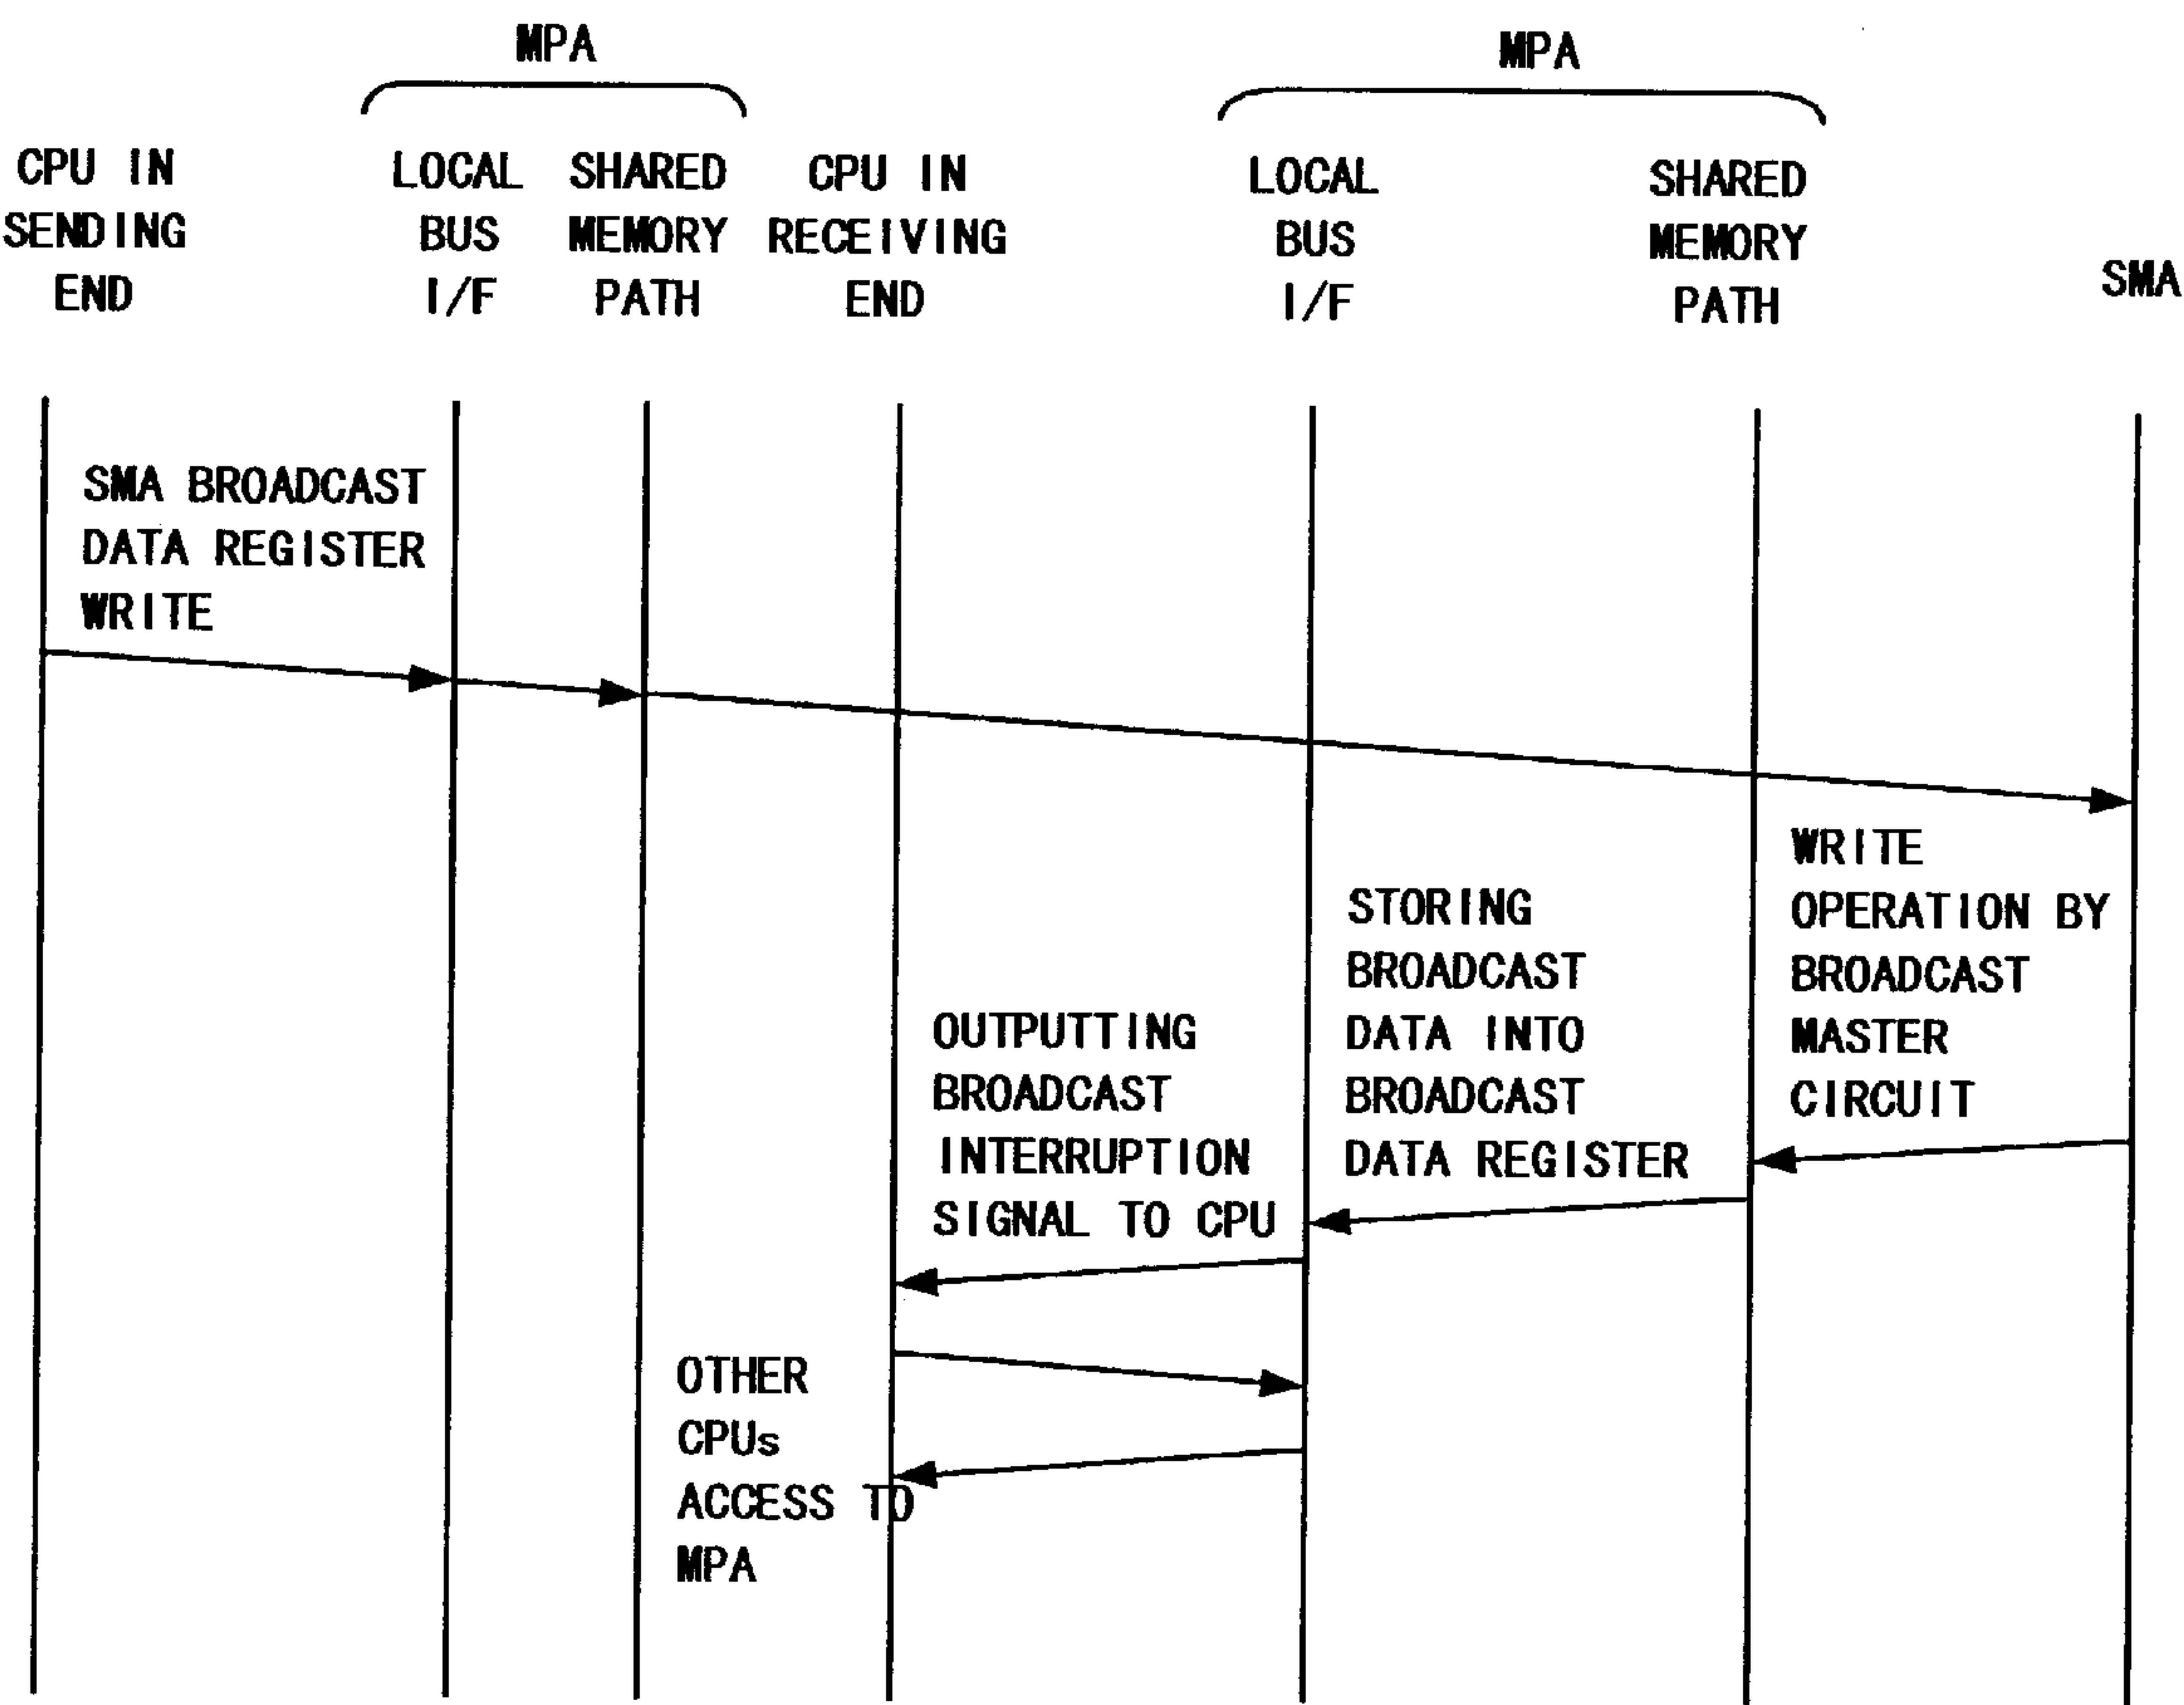 MPA
MPA
CPU IN
SENDING
END
LOCAL
BUS
I/F
SHARED
MEMORY
PATH
CPU IN
RECEIVING
END
LOCAL
BUS
I/F
SHARED
MEMORY
PATH
SMA
SMA BROADCAST
DATA REGISTER
WRITE
WRITE
OPERATION BY
BROADCAST
MASTER
CIRCUIT
STORING
BROADCAST
DATA INTO
BROADCAST
DATA REGISTER
OUTPUTTING
BROADCAST
INTERRUPTION
SIGNAL TO CPU
OTHER
CPUs
ACCESS TO
MPA